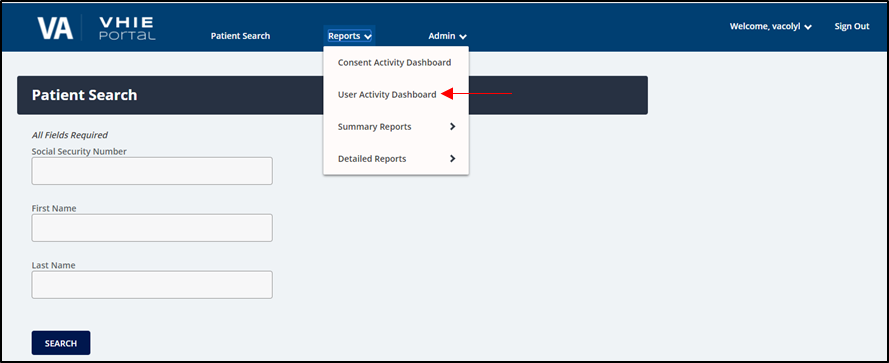 VA VHIE PORTAL
Patient Search
Reports
Admin
Welcome, vacolyl
Sign Out
Consent Activity Dashboard
User Activity Dashboard
Summary Reports
Detailed Reports
Patient Search
All Fields Required
Social Security Number
First Name
Last Name
SEARCH